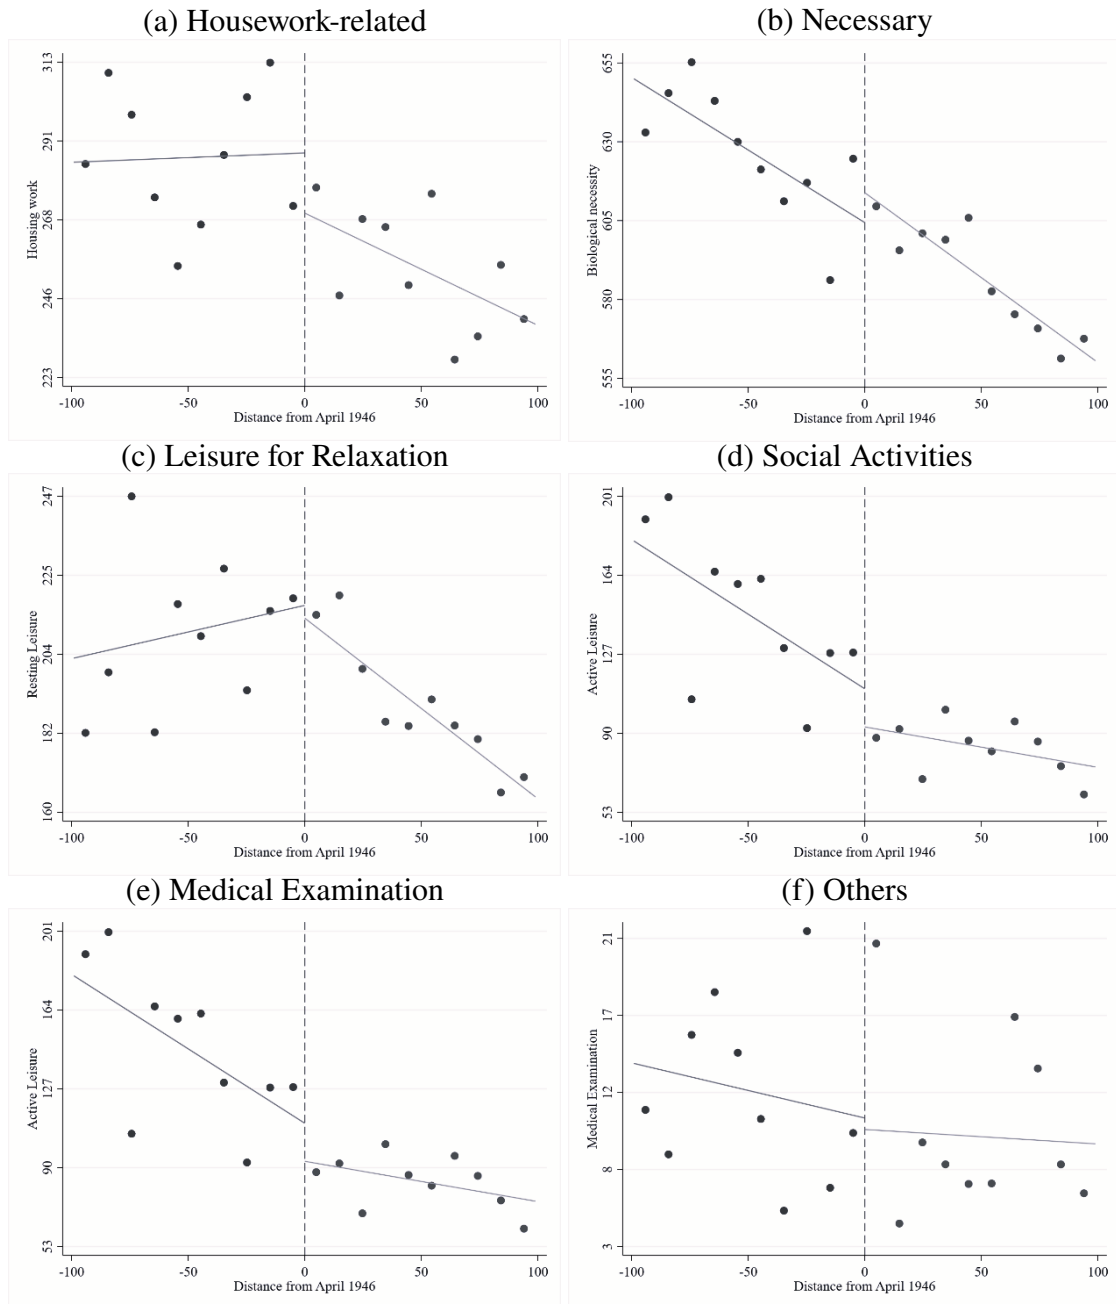 (a) Housework-related
Housing work
313
291
268
246
223
-100 -50 0 50 100
Distance from April 1946
(b) Necessary
Biological necessity
655
630
605
580
555
-100 -50 0 50 100
Distance from April 1946
(c) Leisure for Relaxation
Resting Leisure
247
225
204
182
160
-100 -50 0 50 100
Distance from April 1946
(d) Social Activities
Active Leisure
201
164
127
90
53
-100 -50 0 50 100
Distance from April 1946
(e) Medical Examination
Active Leisure
201
164
127
90
53
-100 -50 0 50 100
Distance from April 1946
(f) Others
Medical Examination
21
17
12
8
3
-100 -50 0 50 100
Distance from April 1946